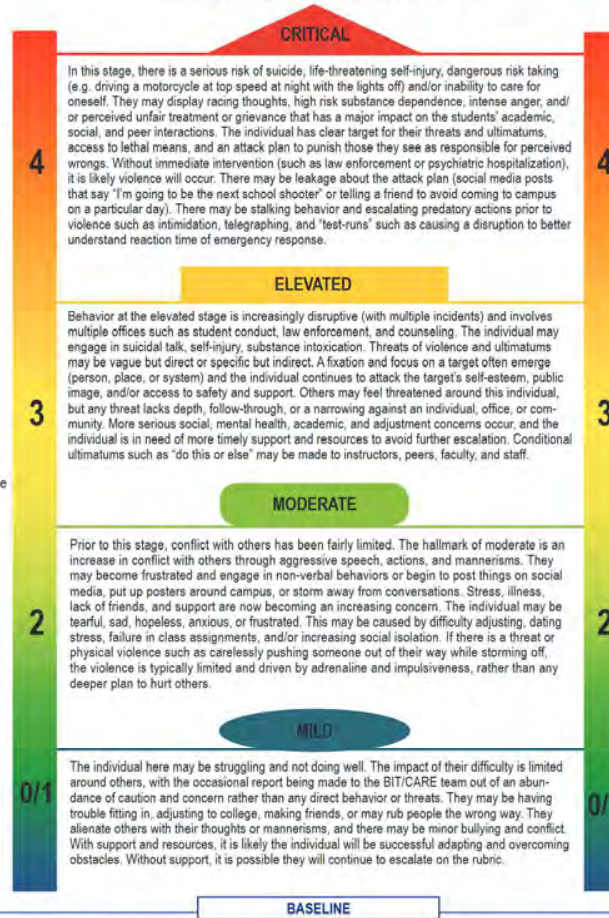 CRITICAL
In this stage, there is a serious risk of suicide, life-threatening self-injury, dangerous risk taking
(e.g. driving a motorcycle at top speed at night with the lights off) and/or inability to care for
oneself. They may display racing thoughts, high risk substance dependence, intense anger, and/
or perceived unfair treatment or grievance that has a major impact on the students' academic,
social, and peer interactions. The individual has clear target for their threats and ultimatums,
access to lethal means, and an attack plan to punish those they see as responsible for perceived
wrongs. Without immediate intervention (such as law enforcement or psychiatric hospitalization),
it is likely violence will occur. There may be leakage about the attack plan (social media posts
that say "I'm going to be the next school shooter" or telling a friend to avoid coming to campus
on a particular day). There may be stalking behavior and escalating predatory actions prior to
violence such as intimidation, telegraphing, and "test-runs" such as causing a disruption to better
understand reaction time of emergency response.
4
4
ELEVATED
Behavior at the elevated stage is increasingly disruptive (with multiple incidents) and involves
multiple offices such as student conduct, law enforcement, and counseling. The individual may
engage in suicidal talk, self-injury, substance intoxication. Threats of violence and ultimatums
may be vague but direct or specific but indirect. A fixation and focus on a target often emerge
(person, place, or system) and the individual continues to attack the target's self-esteem, public
image, and/or access to safety and support. Others may feel threatened around this individual,
but any threat lacks depth, follow-through, or a narrowing against an individual, office, or com-
munity. More serious social, mental health, academic, and adjustment concerns occur, and the
individual is in need of more timely support and resources to avoid further escalation. Conditional
ultimatums such as "do this or else" may be made to instructors, peers, faculty, and staff.
3
3
e
MODERATE
Prior to this stage, conflict with others has been fairly limited. The hallmark of moderate is an
increase in conflict with others through aggressive speech, actions, and mannerisms. They
may become frustrated and engage in non-verbal behaviors or begin to post things on social
media, put up posters around campus, or storm away from conversations. Stress, illness,
lack of friends, and support are now becoming an increasing concern. The individual may be
tearful, sad, hopeless, anxious, or frustrated. This may be caused by difficulty adjusting, dating
stress, failure in class assignments, and/or increasing social isolation. If there is a threat or
physical violence such as carelessly pushing someone out of their way while storming off,
the violence is typically limited and driven by adrenaline and impulsiveness, rather than any
deeper plan to hurt others.
2
2
MILD
The individual here may be struggling and not doing well. The impact of their difficulty is limited
around others, with the occasional report being made to the BIT/CARE team out of an abun-
dance of caution and concern rather than any direct behavior or threats. They may be having
trouble fitting in, adjusting to college, making friends, or may rub people the wrong way. They
alienate others with their thoughts or mannerisms, and there may be minor bullying and conflict.
With support and resources, it is likely the individual will be successful adapting and overcoming
obstacles. Without support, it is possible they will continue to escalate on the rubric.
0/1
0/
BASELINE